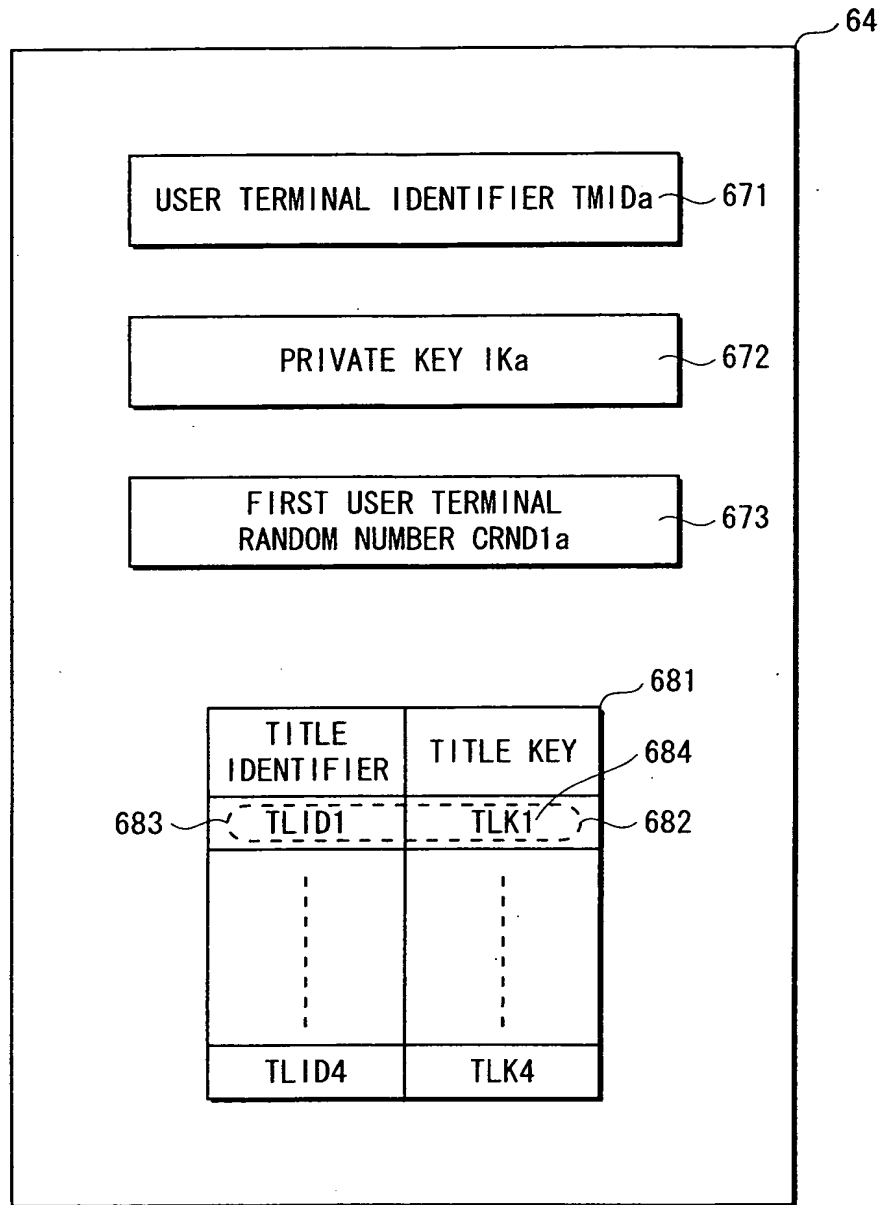 64
USER TERMINAL IDENTIFIER TMIDa
671
PRIVATE KEY IKa
672
FIRST USER TERMINAL
RANDOM NUMBER CRND1a
673
681
TITLE
IDENTIFIER
TITLE KEY
684
683
TLID1
TLK1
682
TLID4
TLK4